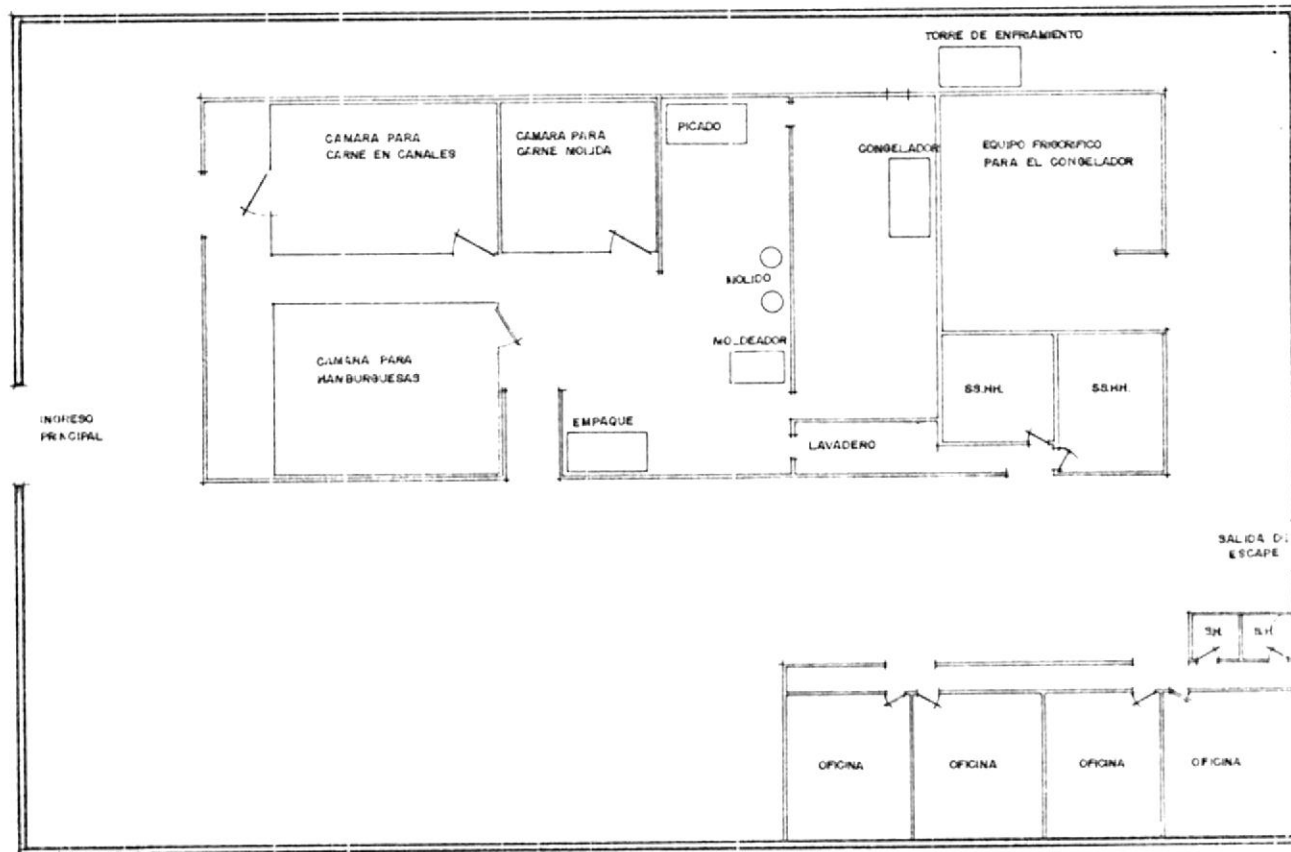 TORRE DE ENFRIAMIENTO
CAMARA PARA
CARNE EN CANALES
CAMARA PARA
CARNE MOLIDA
PICADO
CONGELADOR
EQUIPO FRIGORIFICO
PARA EL CONGELADOR
MOLIDO
MOLDEADOR
CAMARA PARA
HANBURGUESAS
SS.HH.
SS.HH.
INGRESO
PRINCIPAL
EMPAQUE
LAVADERO
SALIDA DE
ESCAPE
S.H.
S.H.
OFICINA
OFICINA
OFICINA
OFICINA